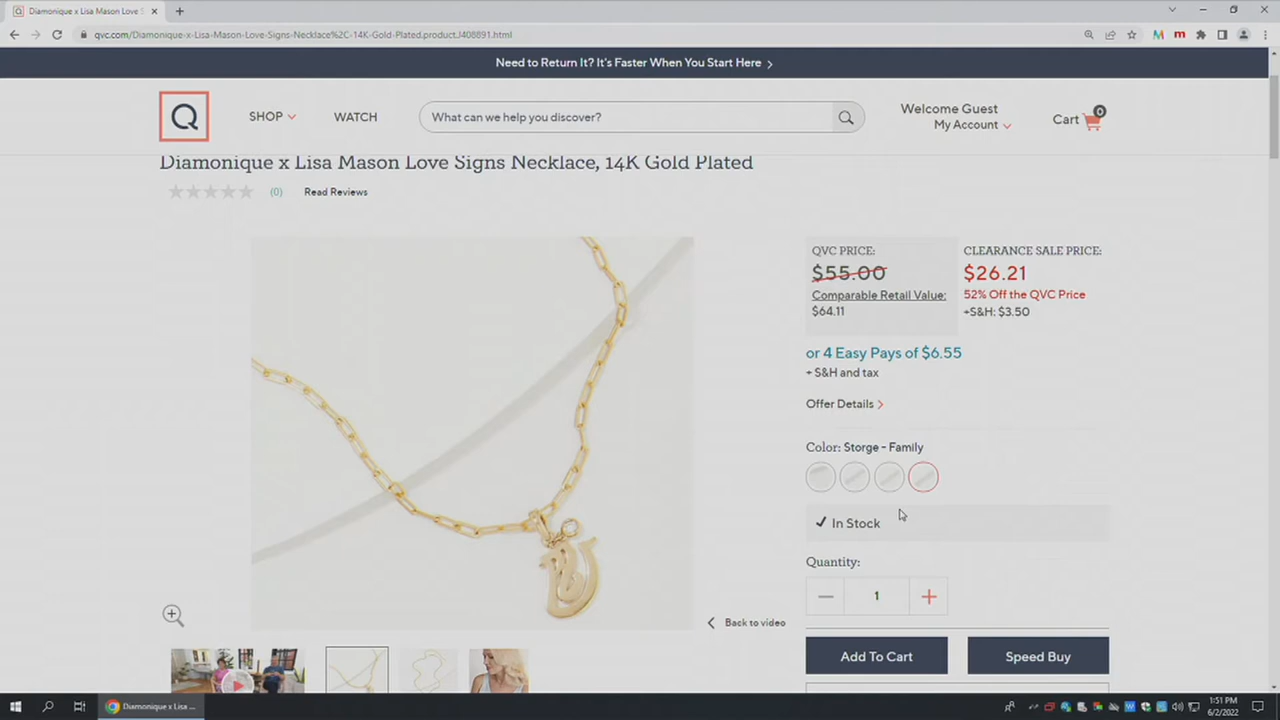 Diamonique x Lisa Mason Love S
qvc.com/Diamonique-x-Lisa-Mason-Love-Signs-Necklace%2C-14K-Gold-Plated.product.J408891.html
Need to Return It? It's Faster When You Start Here
Q
SHOP
WATCH
What can we help you discover?
Welcome Guest
My Account
Cart
0
Diamonique x Lisa Mason Love Signs Necklace, 14K Gold Plated
(0)
Read Reviews
QVC PRICE:
$55.00
Comparable Retail Value:
$64.11
CLEARANCE SALE PRICE:
$26.21
52% Off the QVC Price
+S&H: $3.50
or 4 Easy Pays of $6.55
+ S&H and tax
Offer Details
Color: Storge - Family
In Stock
Quantity:
1
Back to video
Add To Cart
Speed Buy
Diamonique x Lisa ...
1:51 PM
6/2/2022